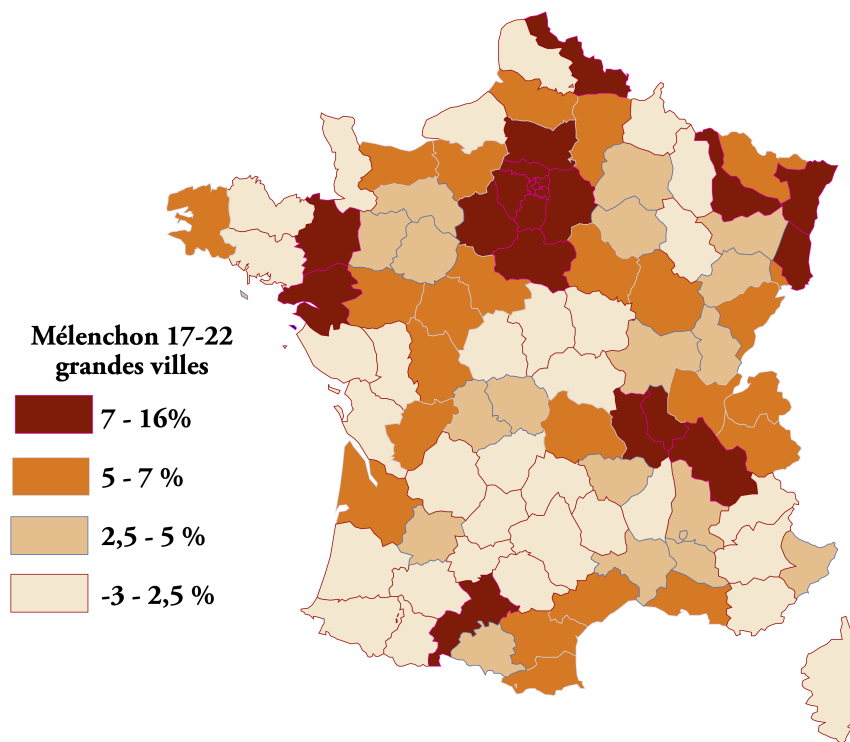 Mélenchon 17-22
grandes villes
7 - 16%
5 - 7 %
2,5 - 5 %
-3 - 2,5 %